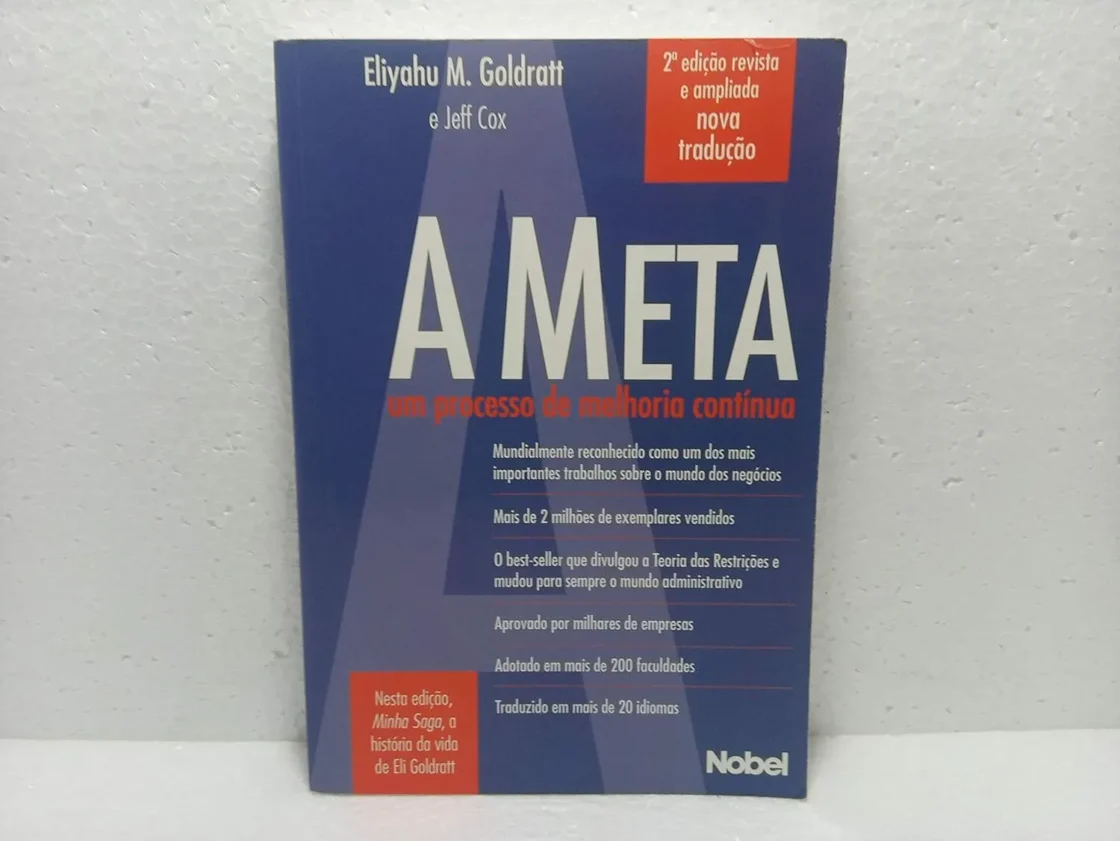 Eliyahu M. Goldratt
e Jeff Cox
2ª edição revista
e ampliada
nova
tradução
A META
um processo de melhoria contínua
Mundialmente reconhecido como um dos mais
importantes trabalhos sobre o mundo dos negócios
Mais de 2 milhões de exemplares vendidos
O best-seller que divulgou a Teoria das Restrições e
mudou para sempre o mundo administrativo
Aprovado por milhares de empresas
Adotado em mais de 200 faculdades
Traduzido em mais de 20 idiomas
Nesta edição,
Minha Saga, a
história da vida
de Eli Goldratt
Nobel